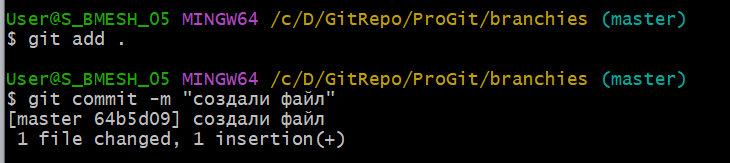 User@S_BMESH_05 MINGW64 /c/D/GitRepo/ProGit/branchies (master)
$ git add .
User@S_BMESH_05 MINGW64 /c/D/GitRepo/ProGit/branchies (master)
$ git commit -m "создали файл"
[master 64b5d09] создали файл
1 file changed, 1 insertion(+)